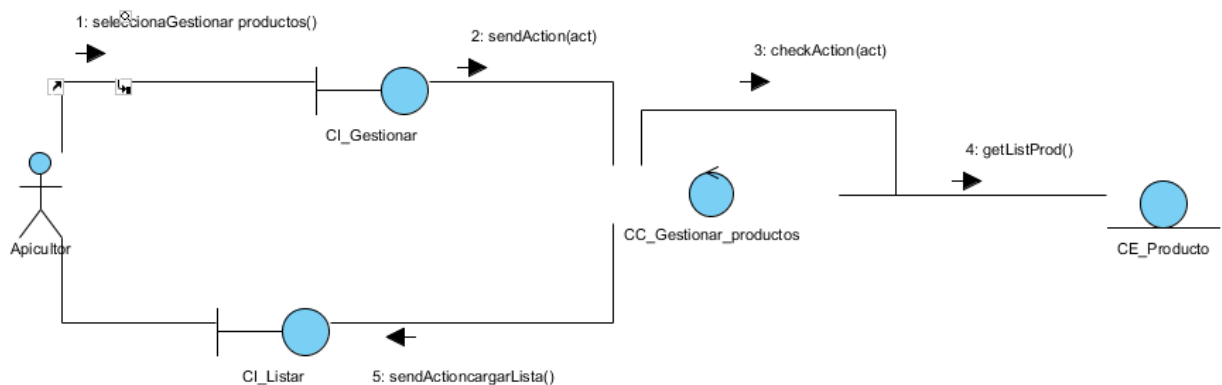 1: seleccionaGestionar productos()
2: sendAction(act)
3: checkAction(act)
CI_Gestionar
4: getListProd()
Apicultor
CC_Gestionar_productos
CE_Producto
CI_Listar
5: sendActioncargarLista()